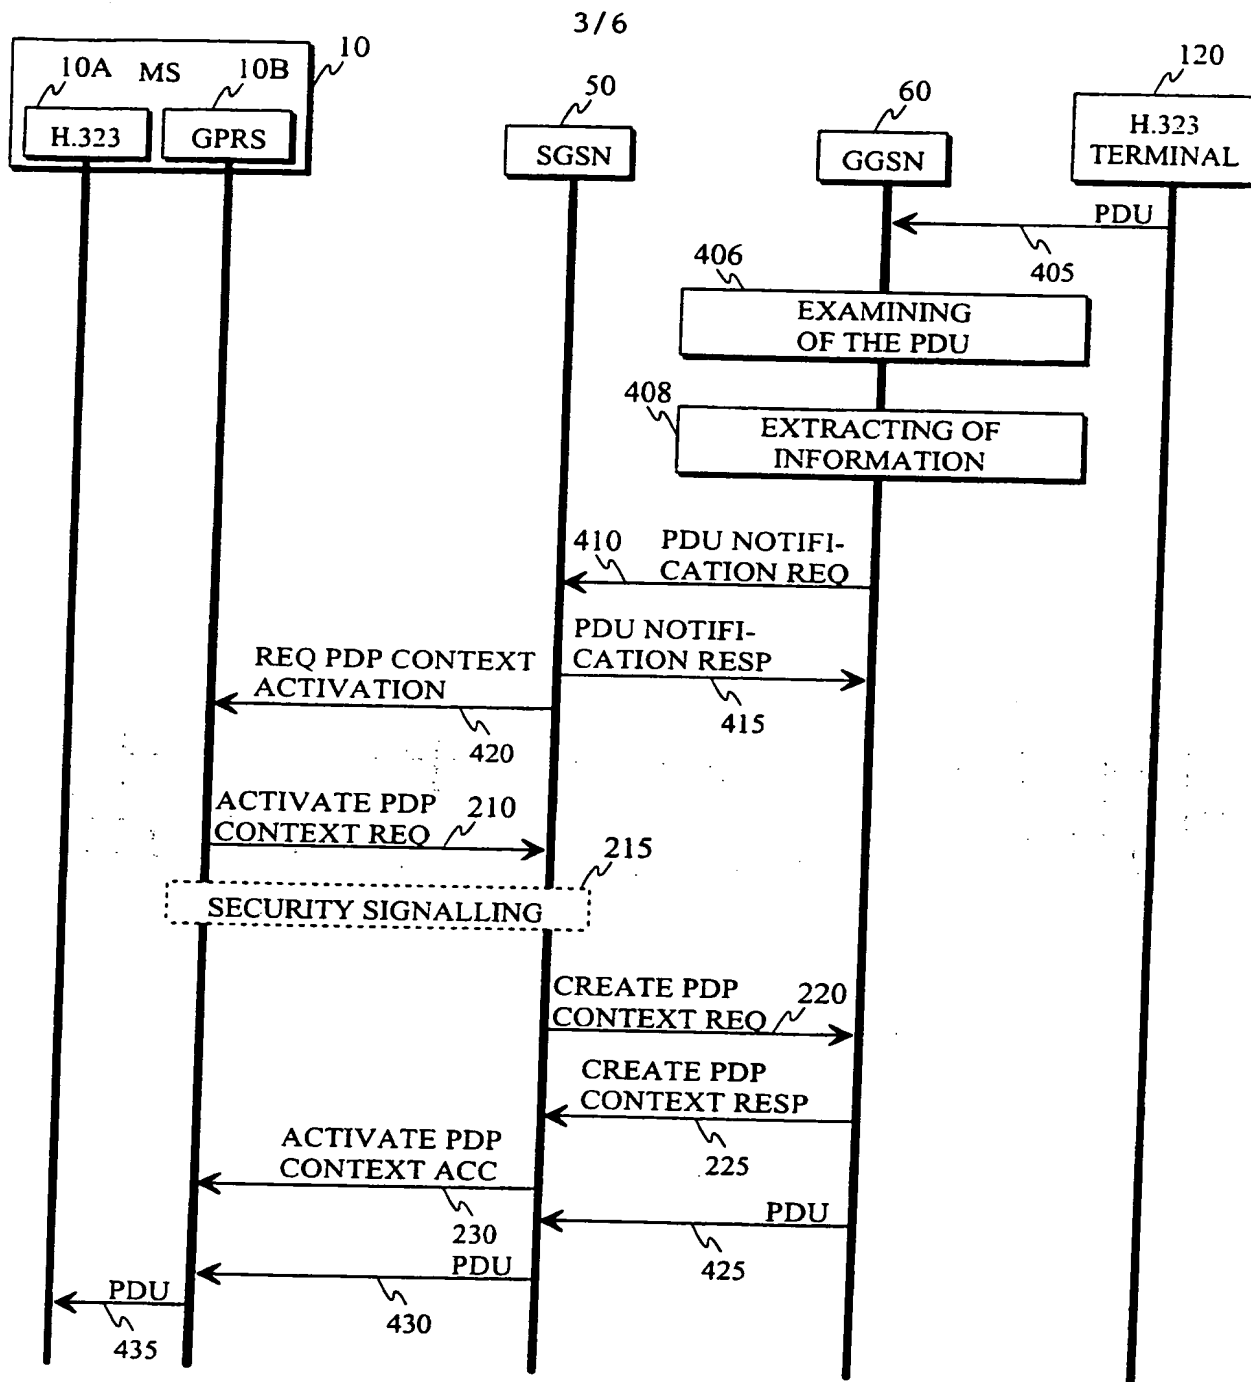 3/6
10
10A MS 10B
H.323 GPRS
50
SGSN
60
GGSN
120
H.323
TERMINAL
PDU
405
406
EXAMINING
OF THE PDU
408
EXTRACTING OF
INFORMATION
410 PDU NOTIFI-
CATION REQ
PDU NOTIFI-
CATION RESP
415
REQ PDP CONTEXT
ACTIVATION
420
ACTIVATE PDP 210
CONTEXT REQ
215
SECURITY SIGNALLING
CREATE PDP 220
CONTEXT REQ
CREATE PDP
CONTEXT RESP
225
ACTIVATE PDP
CONTEXT ACC
230
PDU
425
PDU
430
PDU
435